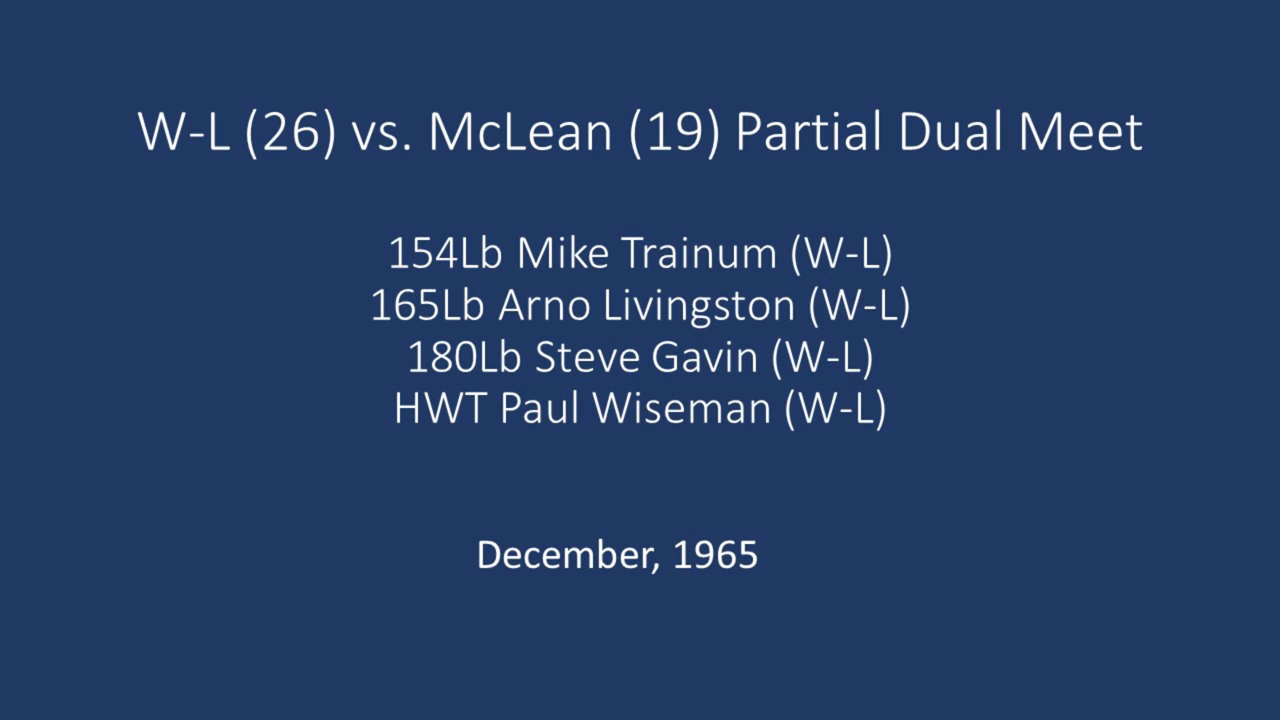 W-L (26) vs. McLean (19) Partial Dual Meet
154Lb Mike Trainum (W-L)
165Lb Arno Livingston (W-L)
180Lb Steve Gavin (W-L)
HWT Paul Wiseman (W-L)
December, 1965